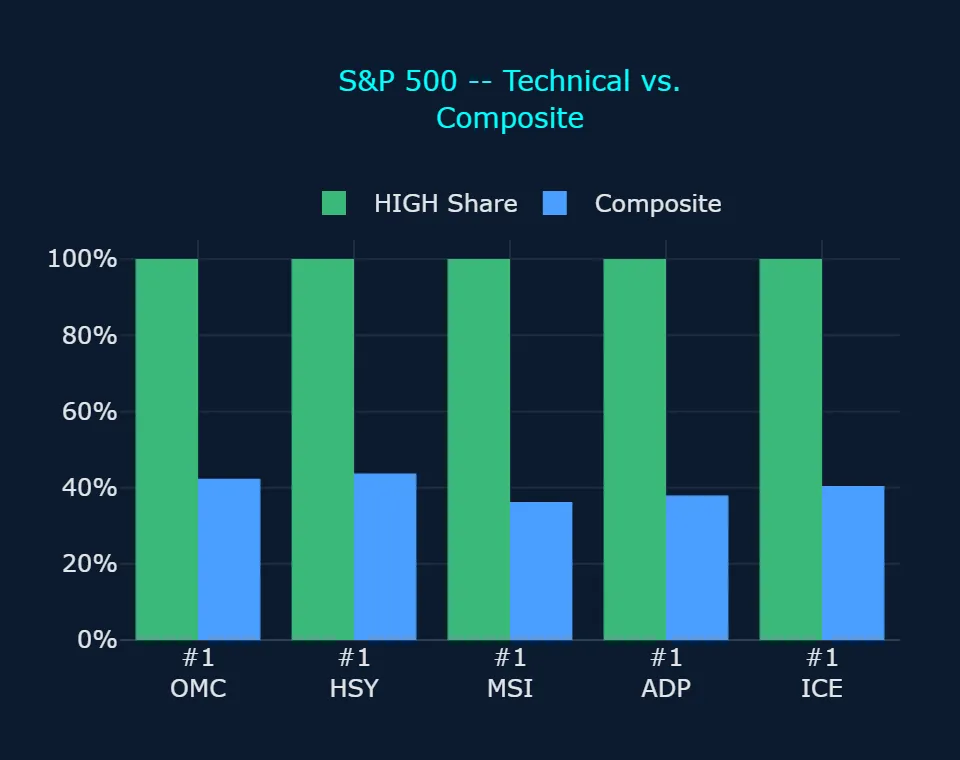 S&P 500 -- Technical vs.
Composite
HIGH Share
Composite
100%
80%
60%
40%
20%
0%
#1
OMC
#1
HSY
#1
MSI
#1
ADP
#1
ICE